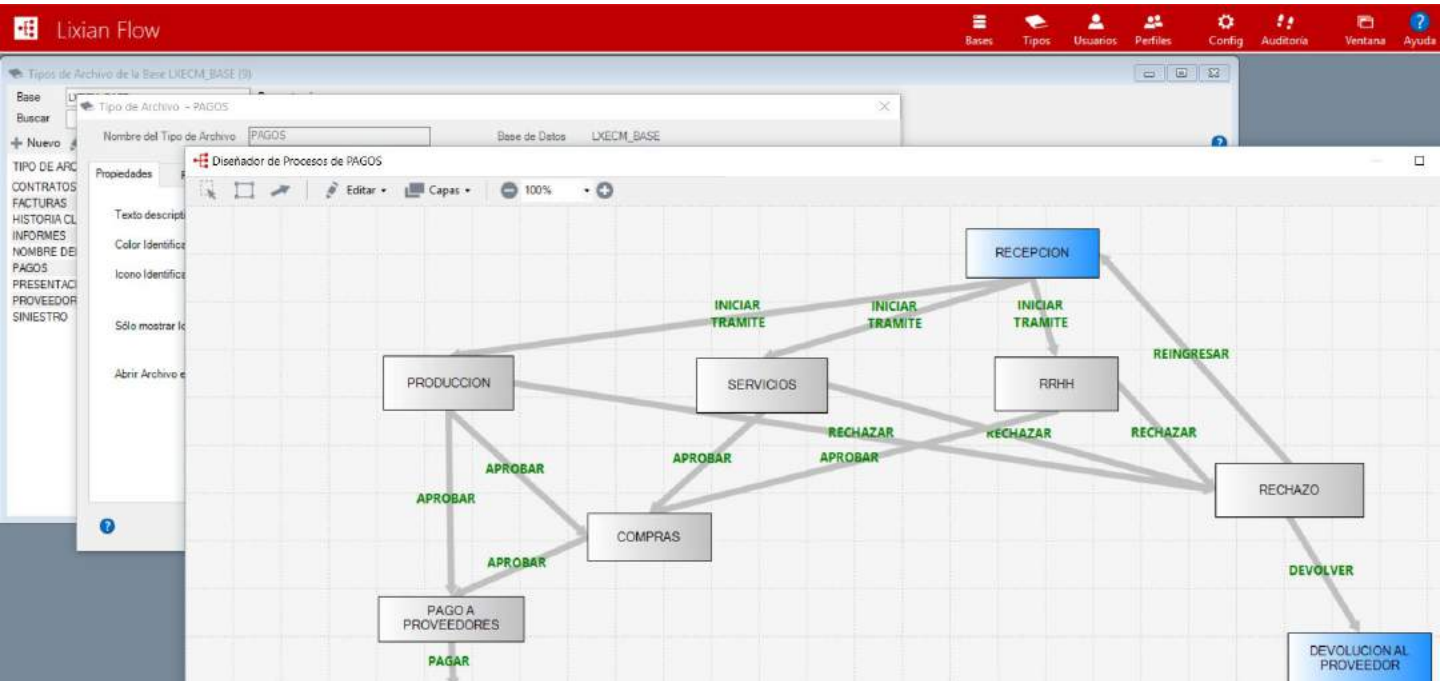 Lixian Flow
Bases
Tipos
Usuarios
Perfiles
Config
Auditoría
Ventana
Ayuda
Tipos de Archivo de la Base LXECM_BASE (9)
Base
Buscar
Nuevo
TIPO DE ARC
CONTRATOS
FACTURAS
HISTORIA CL
INFORMES
NOMBRE DE
PAGOS
PRESENTAC
PROVEEDOR
SINIESTRO
Tipo de Archivo - PAGOS
Nombre del Tipo de Archivo PAGOS Base de Datos LXECM_BASE
Propiedades
Texto descripti
Color Identifica
Icono Identifica
Sólo mostrar lo
Abrir Archivo e
Diseñador de Procesos de PAGOS
Editar Capas 100%
RECEPCION
INICIAR
TRAMITE
INICIAR
TRAMITE
INICIAR
TRAMITE
REINGRESAR
PRODUCCION
SERVICIOS
RRHH
RECHAZAR
RECHAZAR
RECHAZAR
APROBAR
APROBAR
APROBAR
APROBAR
RECHAZO
COMPRAS
APROBAR
DEVOLVER
PAGO A
PROVEEDORES
PAGAR
DEVOLUCION AL
PROVEEDOR